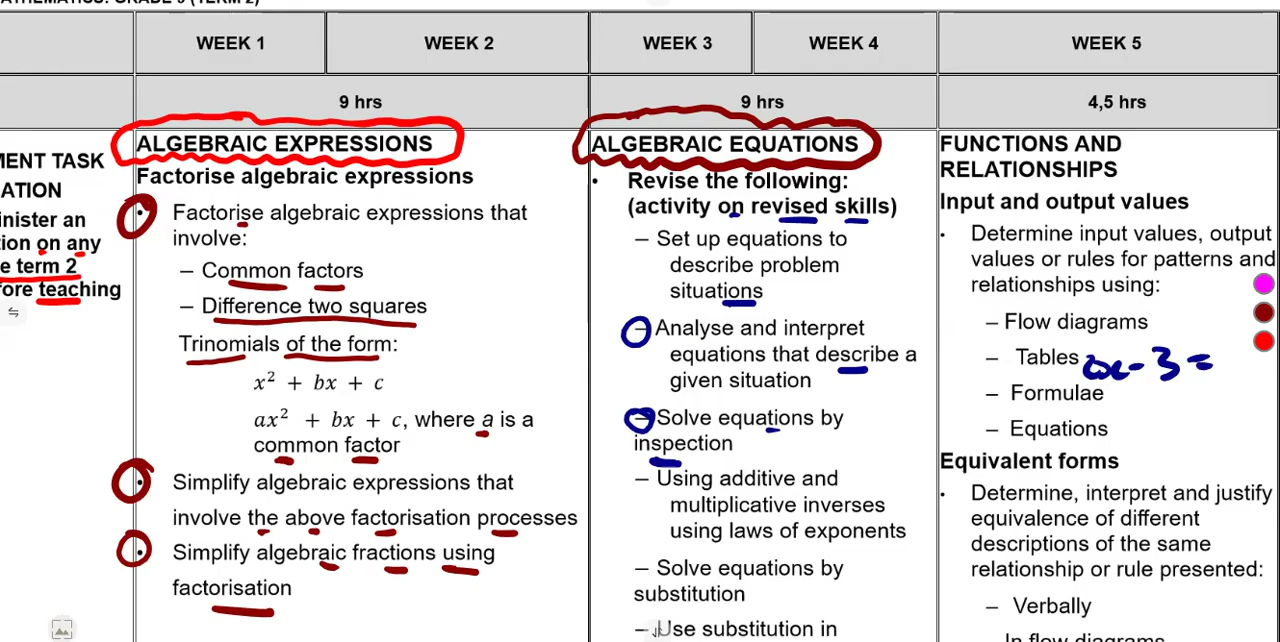 MATHEMATICS: GRADE 9 (TERM 2)
WEEK 1 WEEK 2 WEEK 3 WEEK 4 WEEK 5
9 hrs 9 hrs 4,5 hrs
MENT TASK
ATION
inister an
tion on any
e term 2
fore teaching
ALGEBRAIC EXPRESSIONS
Factorise algebraic expressions
• Factorise algebraic expressions that
involve:
– Common factors
– Difference two squares
Trinomials of the form:
x² + bx + c
ax² + bx + c, where a is a
common factor
• Simplify algebraic expressions that
involve the above factorisation processes
• Simplify algebraic fractions using
factorisation
ALGEBRAIC EQUATIONS
• Revise the following:
(activity on revised skills)
– Set up equations to
describe problem
situations
– Analyse and interpret
equations that describe a
given situation
– Solve equations by
inspection
– Using additive and
multiplicative inverses
using laws of exponents
– Solve equations by
substitution
– Use substitution in
FUNCTIONS AND
RELATIONSHIPS
Input and output values
• Determine input values, output
values or rules for patterns and
relationships using:
– Flow diagrams
– Tables
– Formulae
– Equations
Equivalent forms
• Determine, interpret and justify
equivalence of different
descriptions of the same
relationship or rule presented:
– Verbally
– In flow diagrams
- 3 =